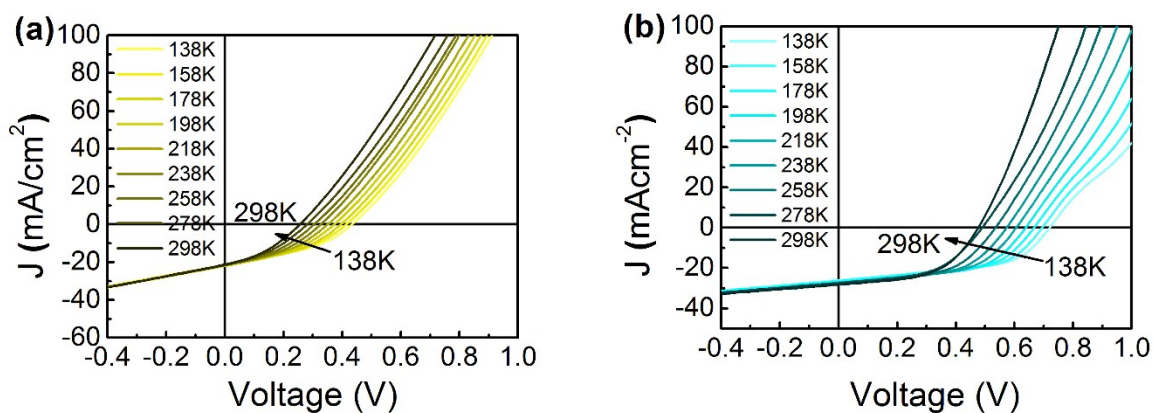 (a)
100
80
60
40
20
0
-20
-40
-60
J (mA/cm²)
138K
158K
178K
198K
218K
238K
258K
278K
298K
298K
138K
-0.4 -0.2 0.0 0.2 0.4 0.6 0.8 1.0
Voltage (V)
(b)
100
80
60
40
20
0
-20
-40
J (mAcm⁻²)
138K
158K
178K
198K
218K
238K
258K
278K
298K
298K
138K
-0.4 -0.2 0.0 0.2 0.4 0.6 0.8 1.0
Voltage (V)